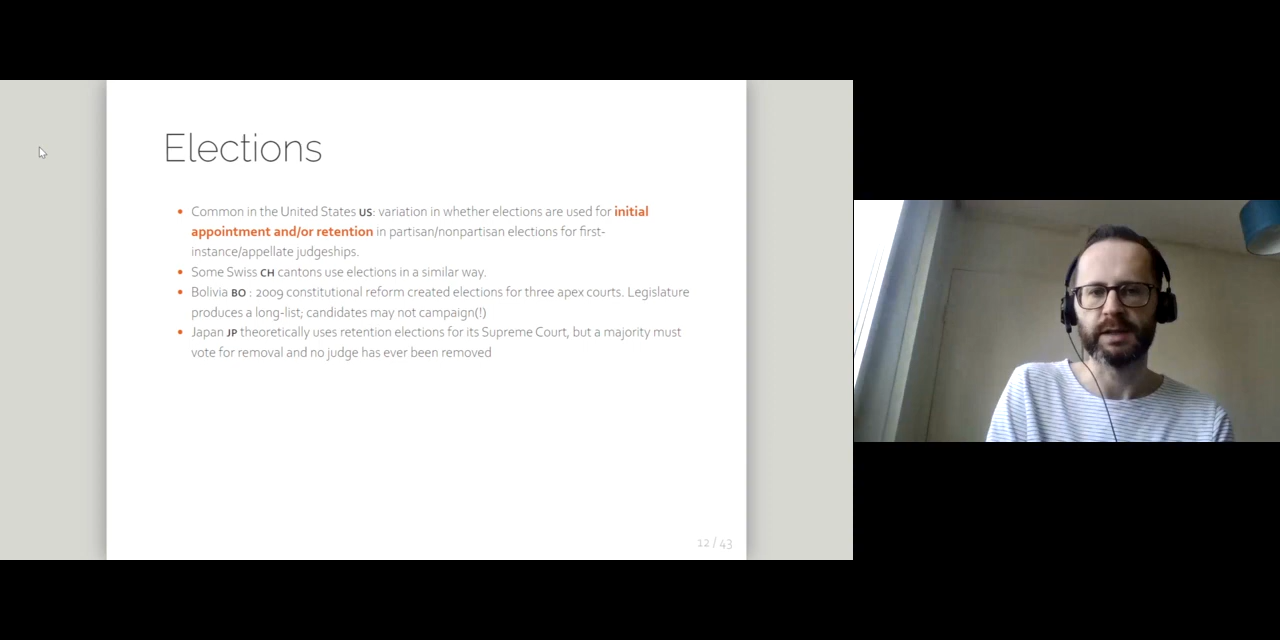 Elections
• Common in the United States US: variation in whether elections are used for initial
appointment and/or retention in partisan/nonpartisan elections for first-
instance/appellate judgeships.
• Some Swiss CH cantons use elections in a similar way.
• Bolivia BO : 2009 constitutional reform created elections for three apex courts. Legislature
produces a long-list; candidates may not campaign(!)
• Japan JP theoretically uses retention elections for its Supreme Court, but a majority must
vote for removal and no judge has ever been removed
12 / 43